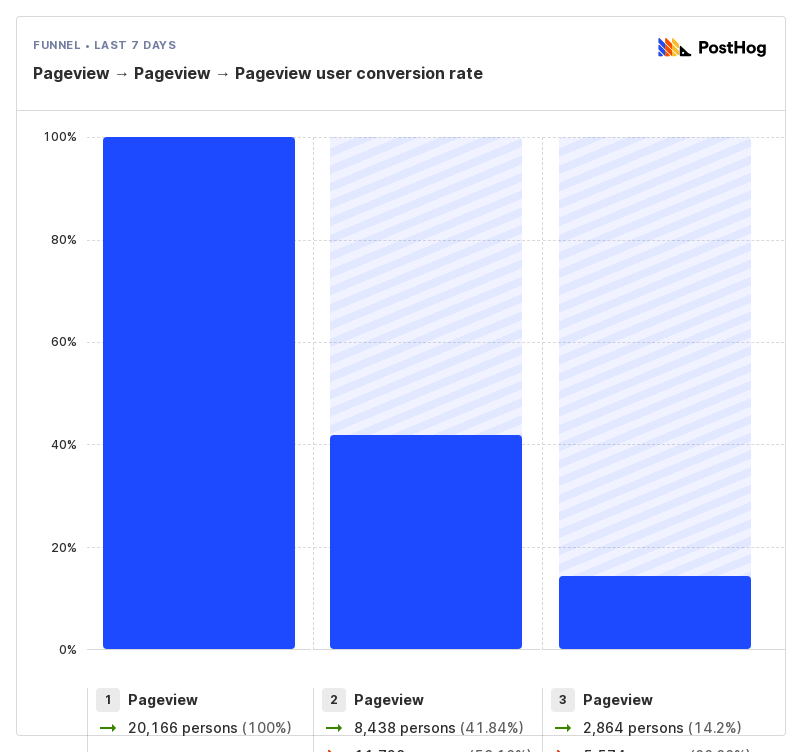 FUNNEL • LAST 7 DAYS
PostHog
Pageview → Pageview → Pageview user conversion rate
100%
80%
60%
40%
20%
0%
1 Pageview
20,166 persons (100%)
2 Pageview
8,438 persons (41.84%)
3 Pageview
2,864 persons (14.2%)